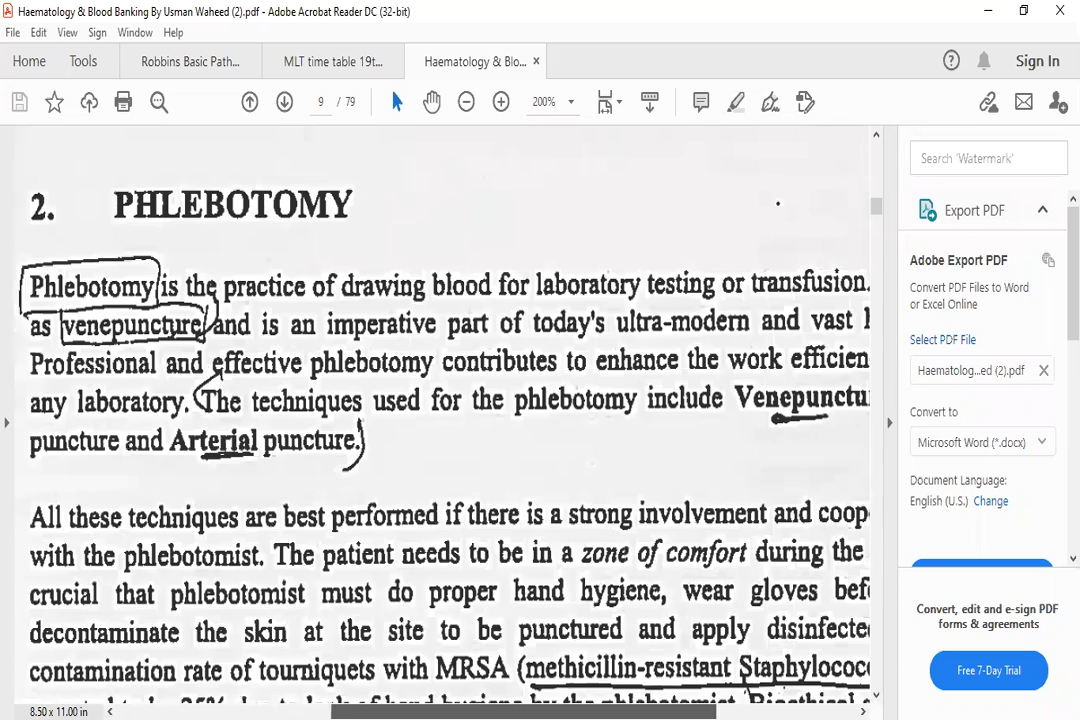 Haematology & Blood Banking By Usman Waheed (2).pdf - Adobe Acrobat Reader DC (32-bit)
File Edit View Sign Window Help
Home Tools Robbins Basic Path... MLT time table 19t... Haematology & Blo... × Sign In
9 / 79 200%
Search 'Watermark'
Export PDF
Adobe Export PDF
Convert PDF Files to Word
or Excel Online
Select PDF File
Haematolog...ed (2).pdf X
Convert to
Microsoft Word (*.docx)
Document Language:
English (U.S.) Change
Convert, edit and e-sign PDF
forms & agreements
Free 7-Day Trial
2. PHLEBOTOMY
Phlebotomy is the practice of drawing blood for laboratory testing or transfusion.
as venepuncture and is an imperative part of today's ultra-modern and vast
Professional and effective phlebotomy contributes to enhance the work efficien
any laboratory. The techniques used for the phlebotomy include Venepunctu
puncture and Arterial puncture.
All these techniques are best performed if there is a strong involvement and coop
with the phlebotomist. The patient needs to be in a zone of comfort during the
crucial that phlebotomist must do proper hand hygiene, wear gloves bef
decontaminate the skin at the site to be punctured and apply disinfecte
contamination rate of tourniquets with MRSA (methicillin-resistant Staphylococc
8.50 x 11.00 in